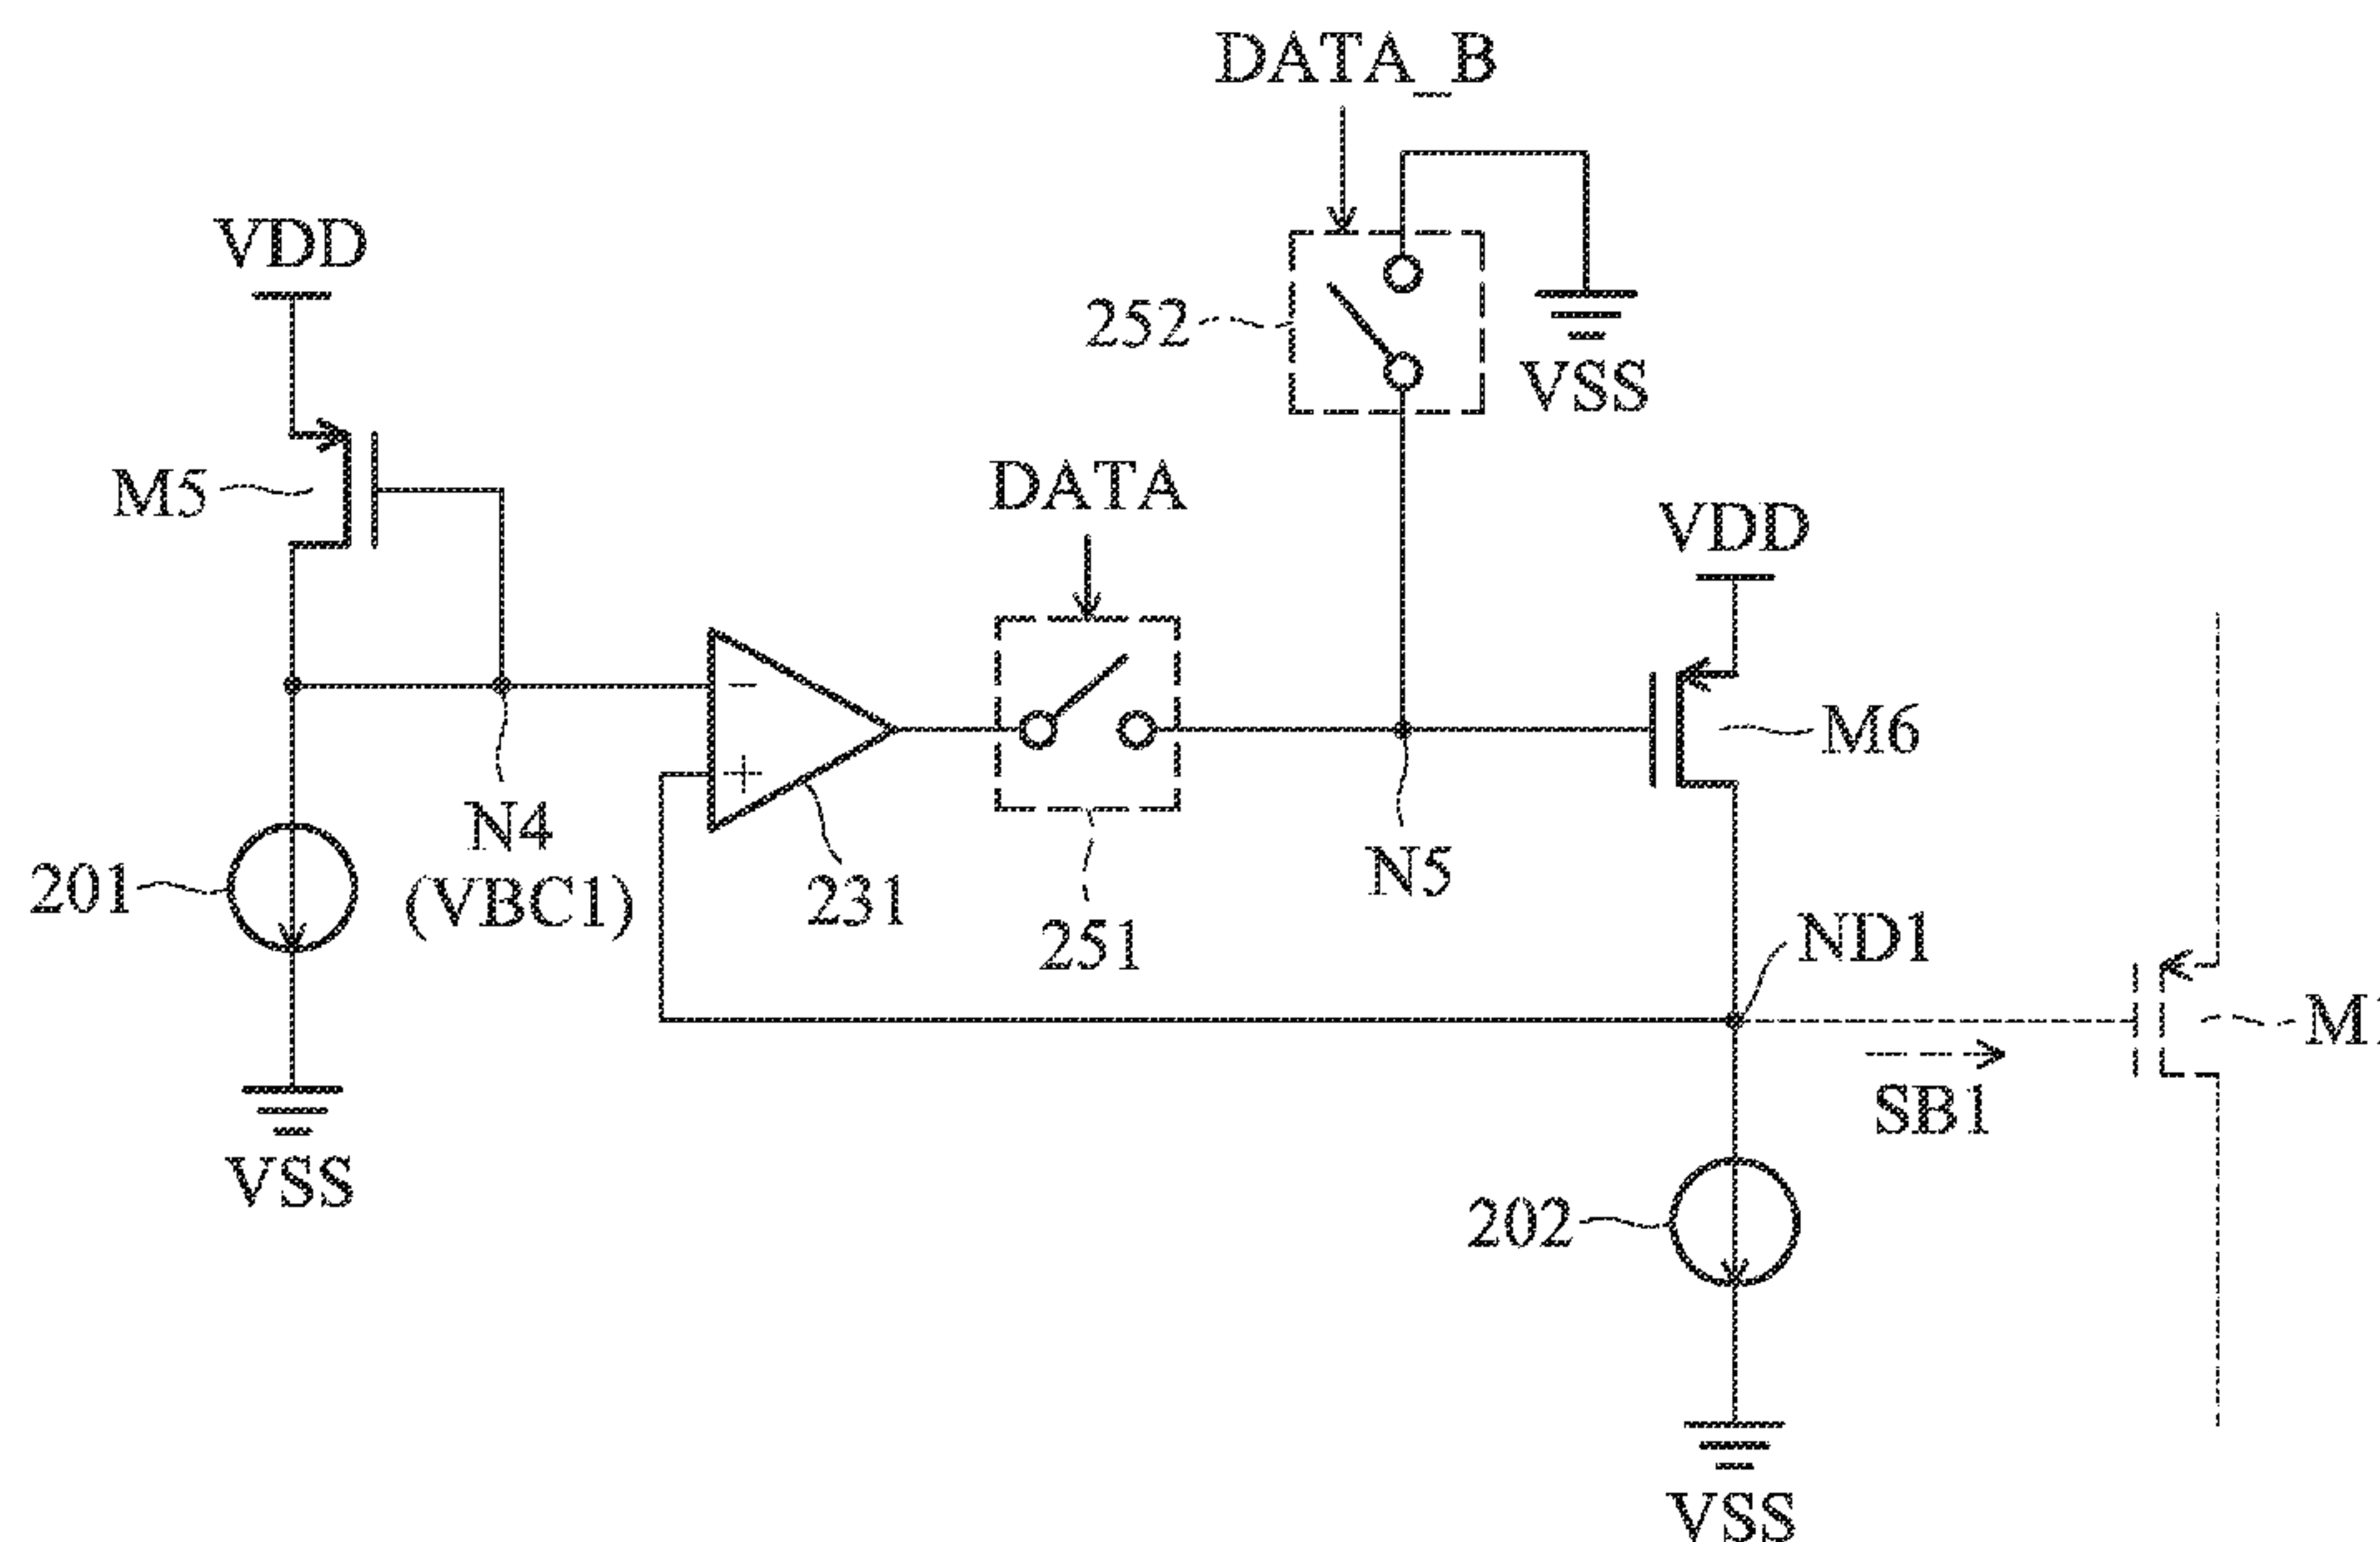 DATA_B
VDD
252
VSS
M5
DATA
VDD
M6
N4
(VBC1)
201
231
251
N5
ND1
SB1
VSS
202
VSS